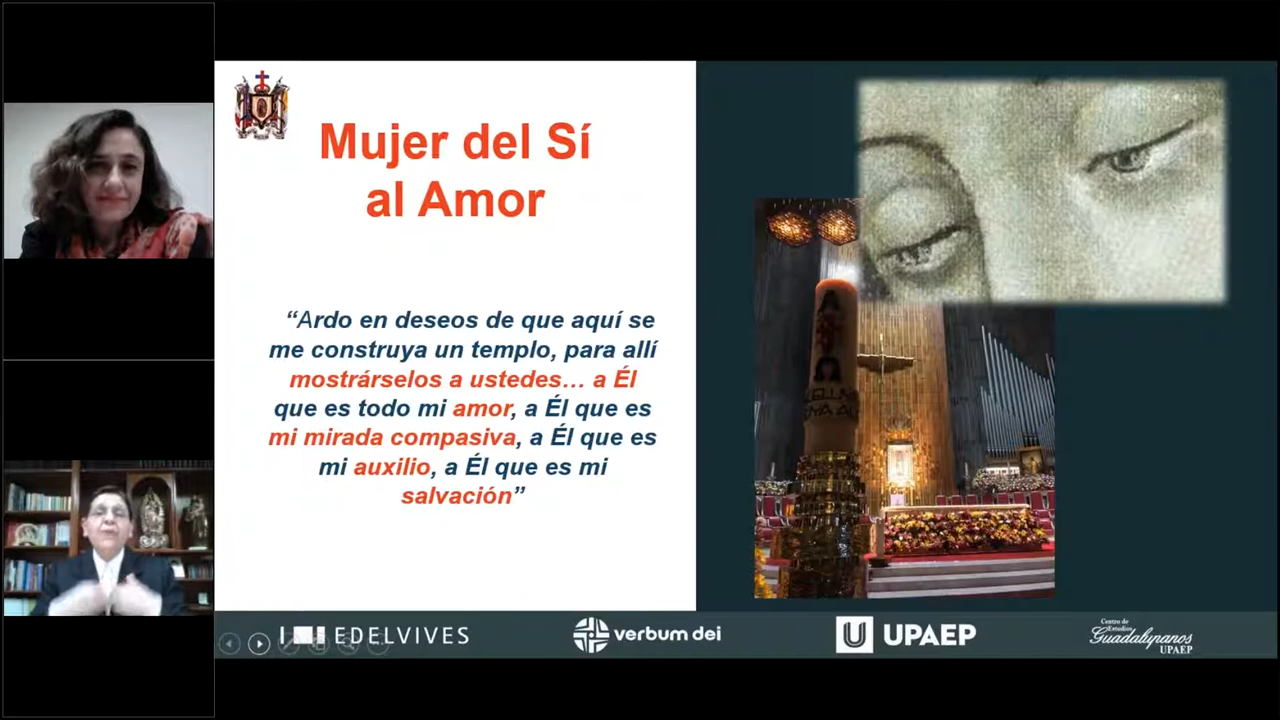 Mujer del Sí
al Amor
“Ardo en deseos de que aquí se
me construya un templo, para allí
mostrárselos a ustedes… a Él
que es todo mi amor, a Él que es
mi mirada compasiva, a Él que es
mi auxilio, a Él que es mi
salvación”
A
Ω
EDELVIVES
verbum dei
U UPAEP
Centro de
Estudios
Guadalupanos
UPAEP